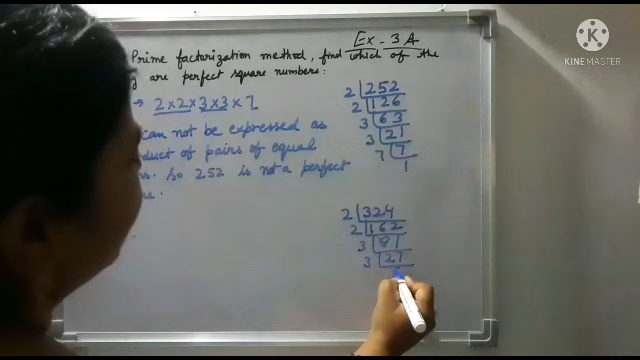 Ex - 3A
Prime factorization method, find which of the
are perfect square numbers:
→ 2 × 2 × 3 × 3 × 7
can not be expressed as
product of pairs of equal
So 252 is not a perfect
2 | 252
2 | 126
3 | 63
3 | 21
7 | 7
1
2 | 324
2 | 162
3 | 81
3 | 27
KINEMASTER